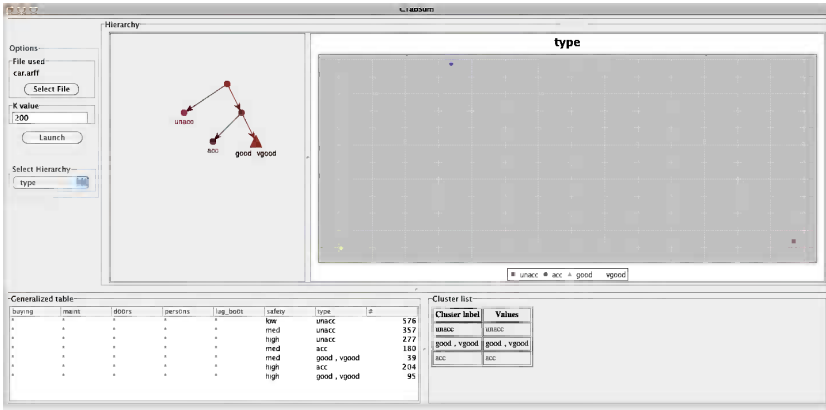 Hierarchy
Options
File used
car.arff
Select File
K value
200
Launch
Select Hierarchy
type
unacc
acc
good vgood
type
unacc acc good vgood
Generalized table
buying maint d00rs pers0ns lug_bo0t safety type #
* * * * * low unacc 576
* * * * * med unacc 357
* * * * * high unacc 277
* * * * * med acc 180
* * * * * med good , vgood 39
* * * * * high acc 204
* * * * * high good , vgood 95
Cluster list
Cluster label Values
unacc unacc
good , vgood good , vgood
acc acc